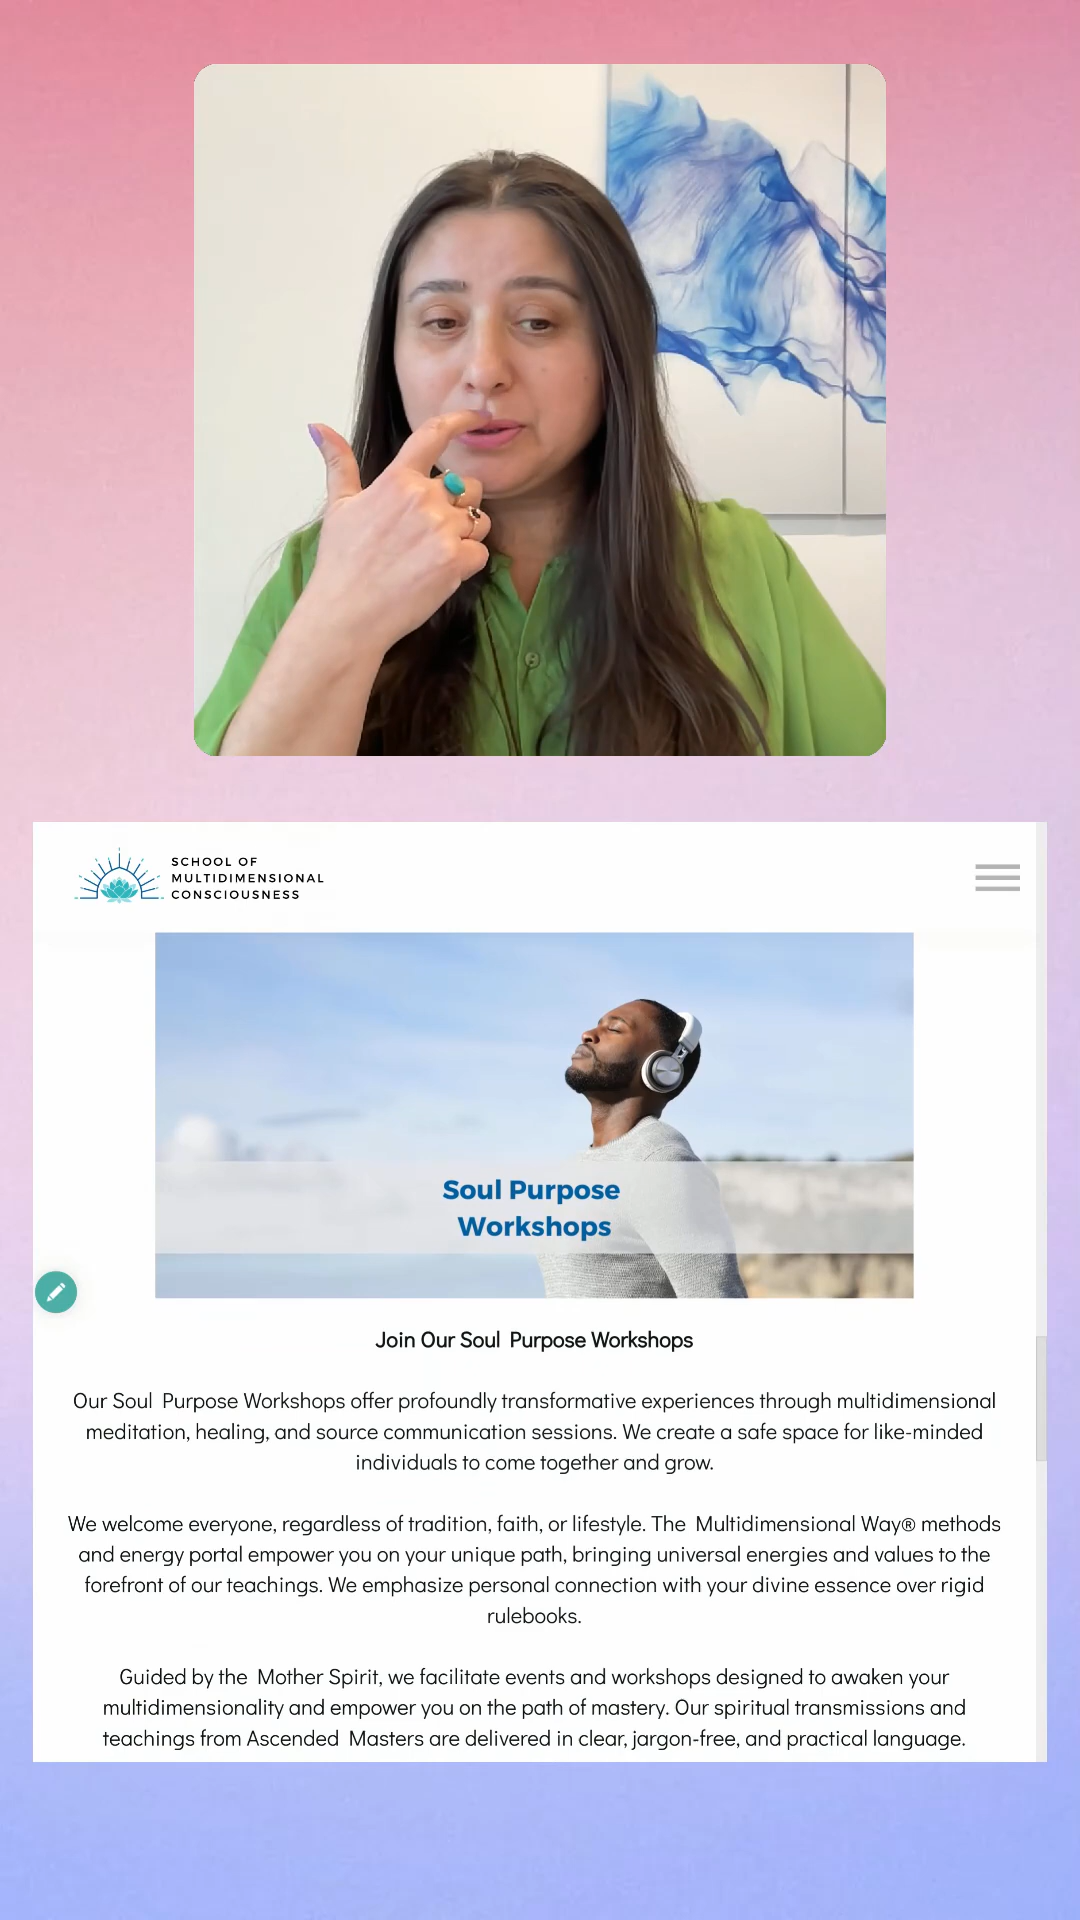 SCHOOL OF
MULTIDIMENSIONAL
CONSCIOUSNESS
Soul Purpose
Workshops
Join Our Soul Purpose Workshops
Our Soul Purpose Workshops offer profoundly transformative experiences through multidimensional
meditation, healing, and source communication sessions. We create a safe space for like-minded
individuals to come together and grow.
We welcome everyone, regardless of tradition, faith, or lifestyle. The Multidimensional Way® methods
and energy portal empower you on your unique path, bringing universal energies and values to the
forefront of our teachings. We emphasize personal connection with your divine essence over rigid
rulebooks.
Guided by the Mother Spirit, we facilitate events and workshops designed to awaken your
multidimensionality and empower you on the path of mastery. Our spiritual transmissions and
teachings from Ascended Masters are delivered in clear, jargon-free, and practical language.